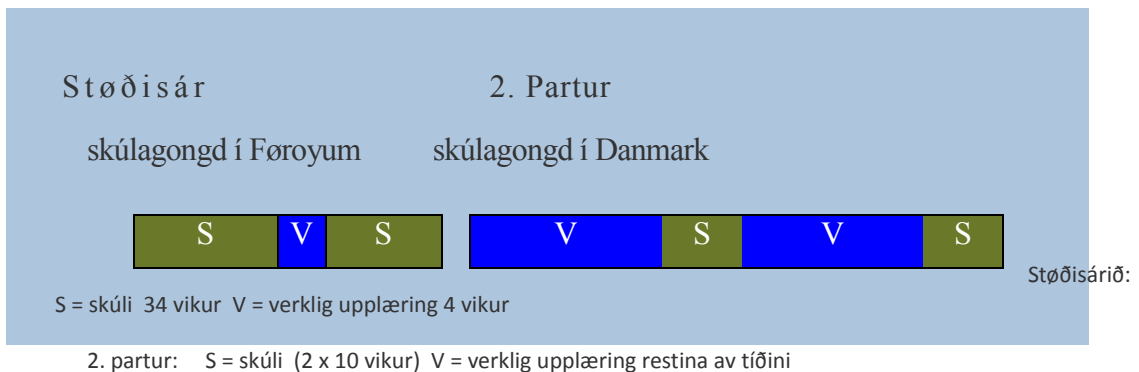 Støðisár 2. Partur
skúlagongd í Føroyum skúlagongd í Danmark
S V S V S V S
Støðisárið:
S = skúli 34 vikur V = verklig upplæring 4 vikur
2. partur: S = skúli (2 x 10 vikur) V = verklig upplæring restina av tíðini